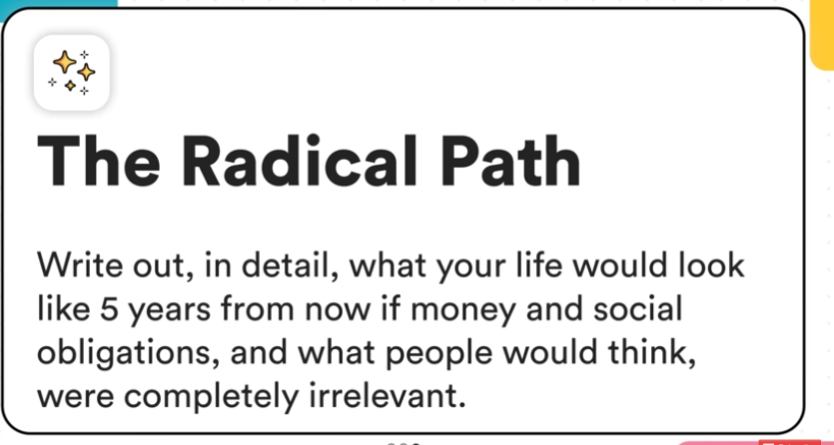 The Radical Path
Write out, in detail, what your life would look
like 5 years from now if money and social
obligations, and what people would think,
were completely irrelevant.